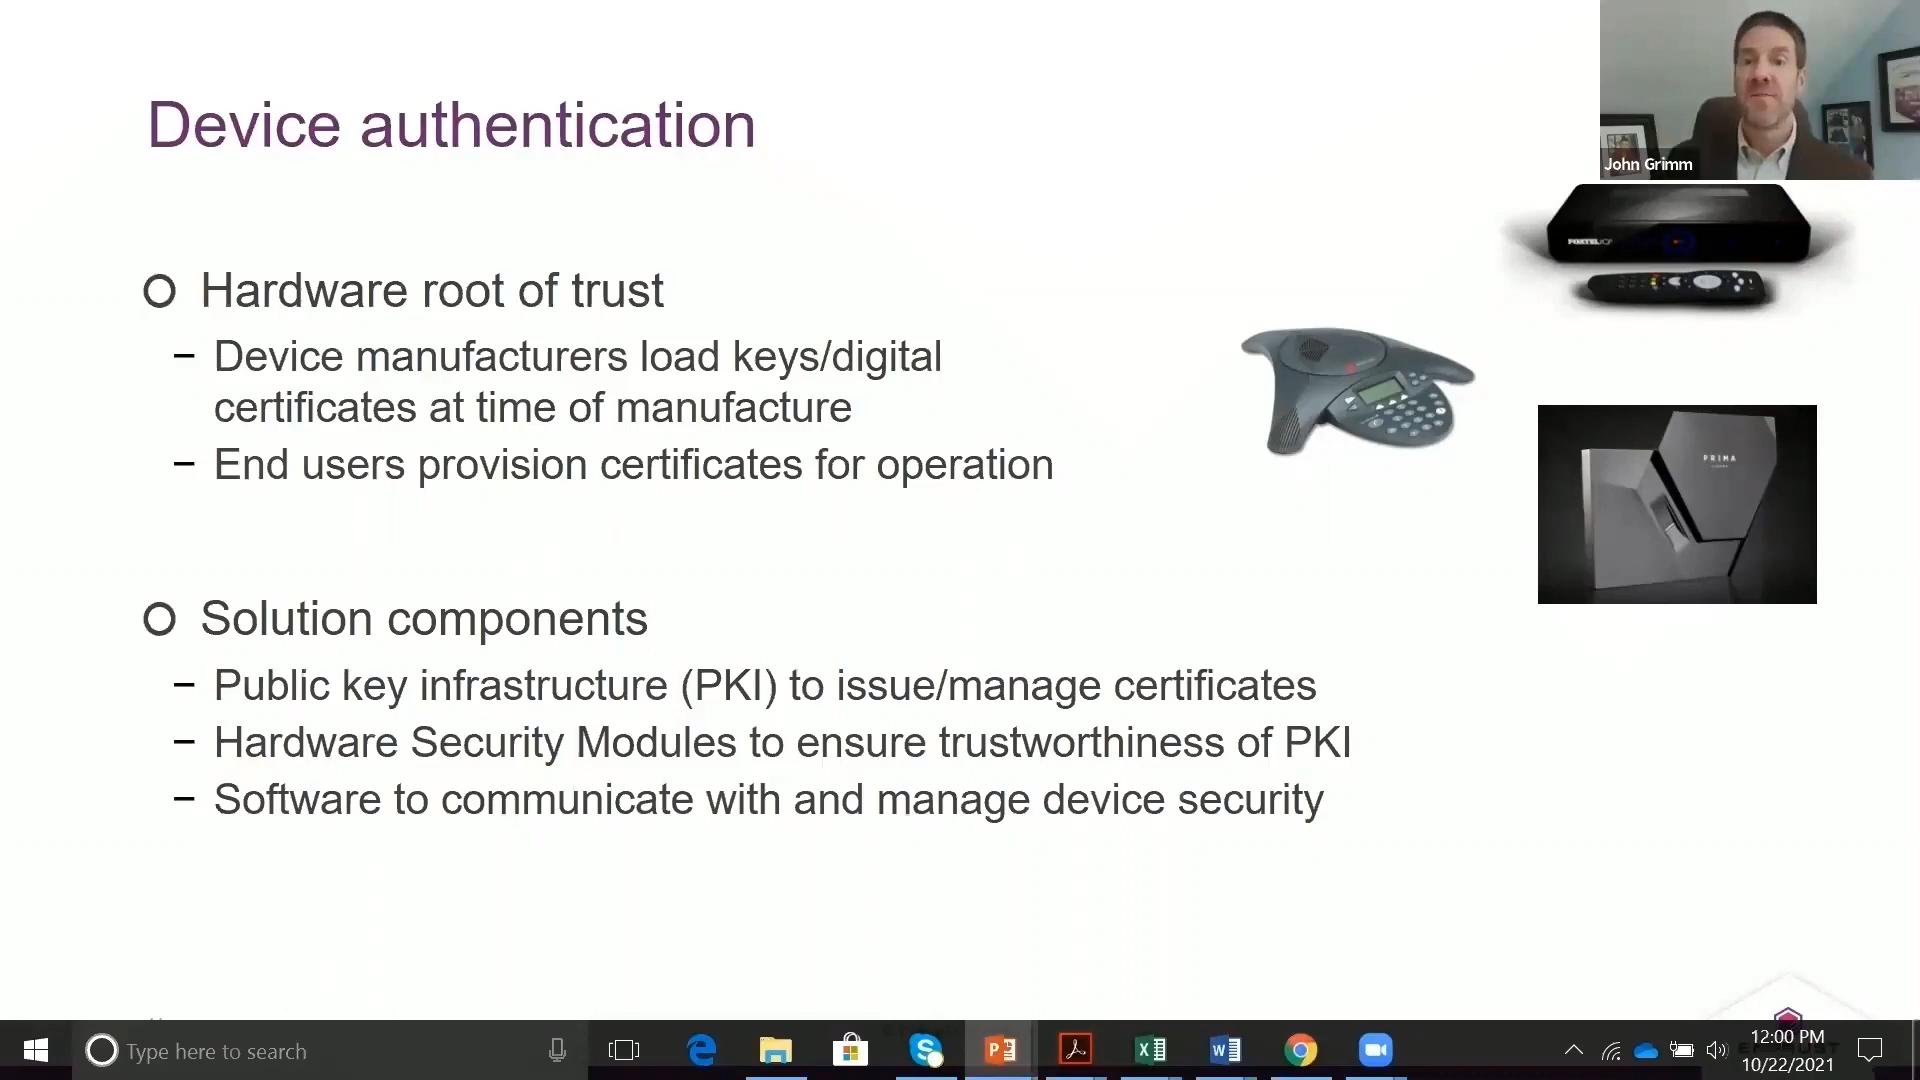 Device authentication
John Grimm
Hardware root of trust
– Device manufacturers load keys/digital
certificates at time of manufacture
– End users provision certificates for operation
PRIMA
Solution components
– Public key infrastructure (PKI) to issue/manage certificates
– Hardware Security Modules to ensure trustworthiness of PKI
– Software to communicate with and manage device security
Type here to search
12:00 PM
10/22/2021